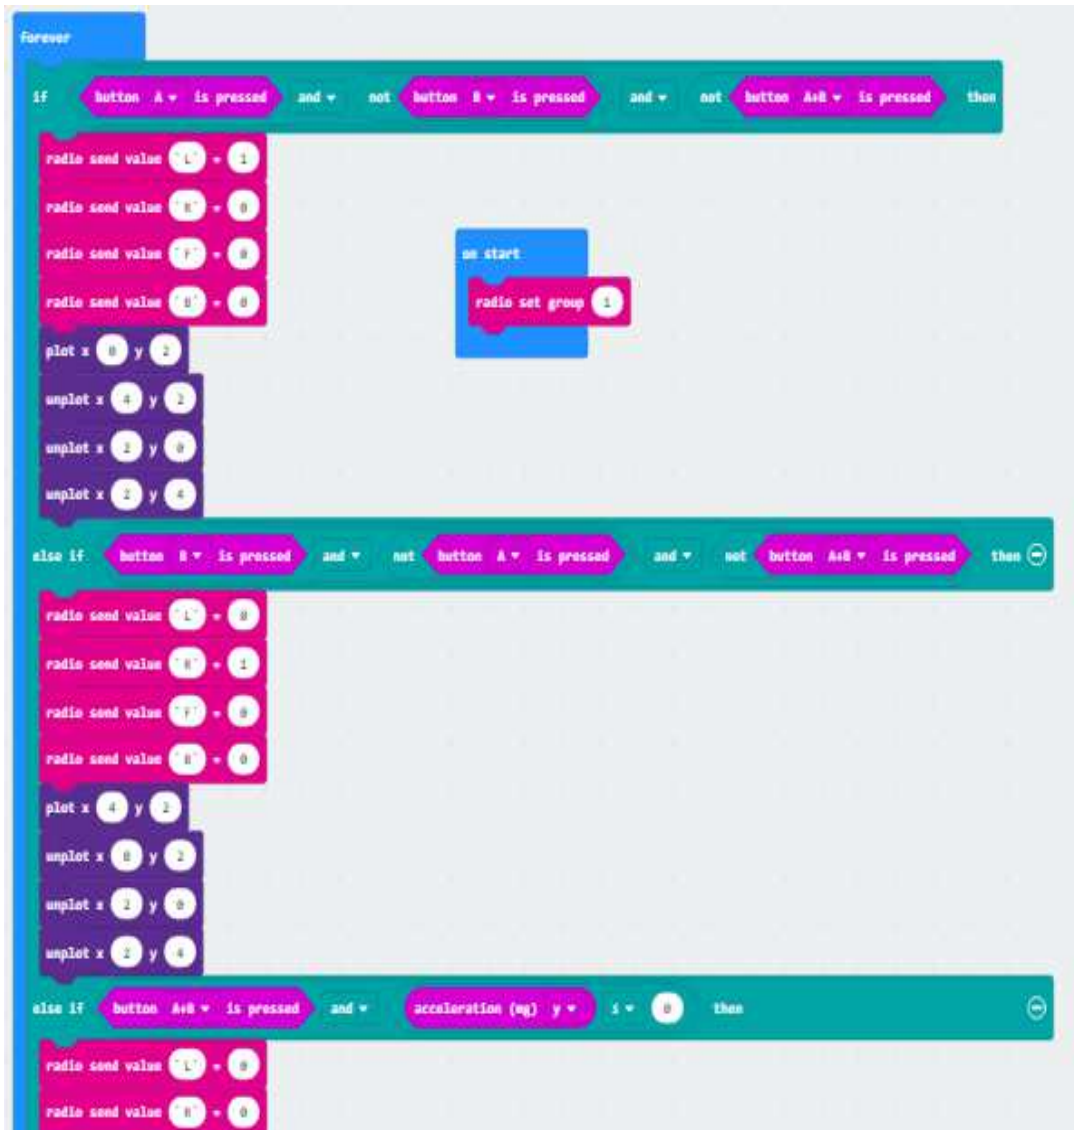 forever
if button A is pressed and not button B is pressed and not button A+B is pressed then
radio send value "L" = 1
radio send value "R" = 0
radio send value "F" = 0
radio send value "B" = 0
on start
radio set group 1
plot x 0 y 2
unplot x 4 y 2
unplot x 2 y 0
unplot x 2 y 4
else if button B is pressed and not button A is pressed and not button A+B is pressed then
radio send value "L" = 0
radio send value "R" = 1
radio send value "F" = 0
radio send value "B" = 0
plot x 4 y 2
unplot x 0 y 2
unplot x 2 y 0
unplot x 2 y 4
else if button A+B is pressed and acceleration (mg) y 0 then
radio send value "L" = 0
radio send value "R" = 0